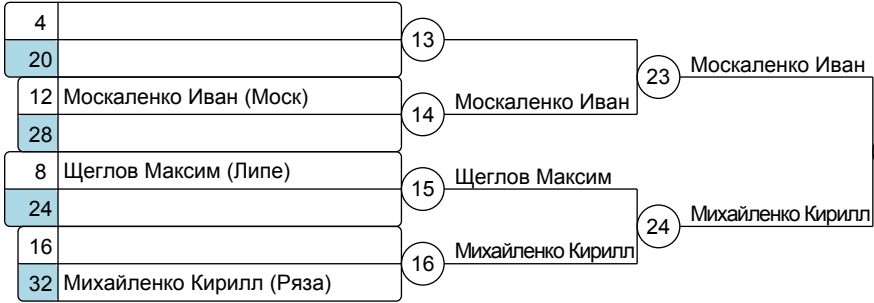 4
13
20
23 Москаленко Иван
12 Москаленко Иван (Моск)
14 Москаленко Иван
28
8 Щеглов Максим (Липе)
15 Щеглов Максим
24
24 Михайленко Кирилл
16
16 Михайленко Кирилл
32 Михайленко Кирилл (Ряза)